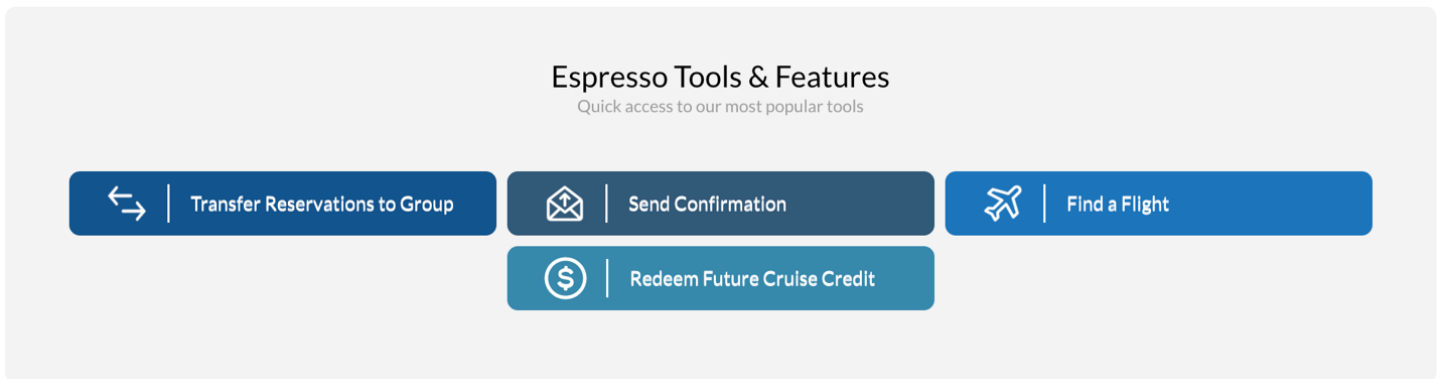 Espresso Tools & Features
Quick access to our most popular tools
Transfer Reservations to Group
Send Confirmation
Find a Flight
Redeem Future Cruise Credit